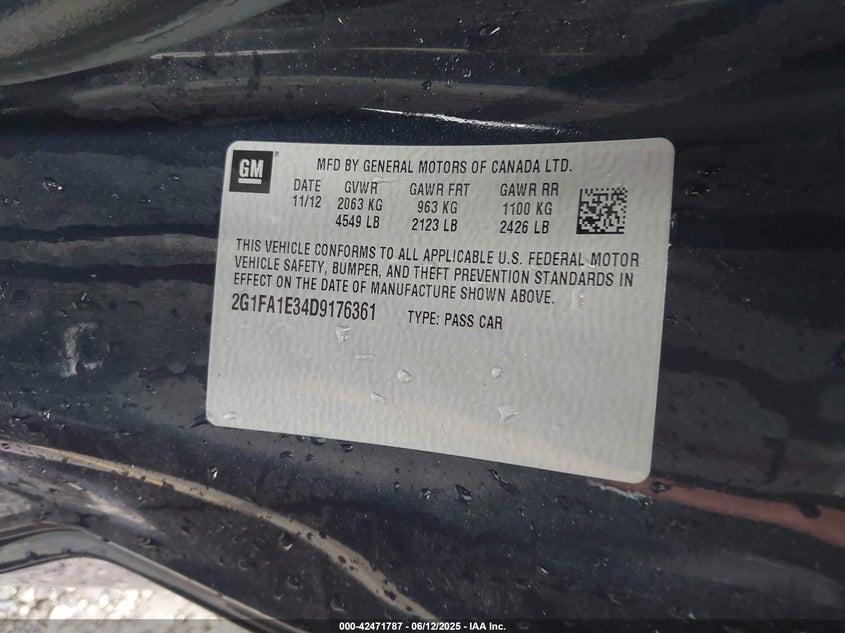 GM
MFD BY GENERAL MOTORS OF CANADA LTD.
DATE GVWR GAWR FRT GAWR RR
11/12 2063 KG 963 KG 1100 KG
4549 LB 2123 LB 2426 LB
THIS VEHICLE CONFORMS TO ALL APPLICABLE U.S. FEDERAL MOTOR
VEHICLE SAFETY, BUMPER, AND THEFT PREVENTION STANDARDS IN
EFFECT ON THE DATE OF MANUFACTURE SHOWN ABOVE.
2G1FA1E34D9176361 TYPE: PASS CAR
000-42471787 - 06/12/2025 - IAA Inc.